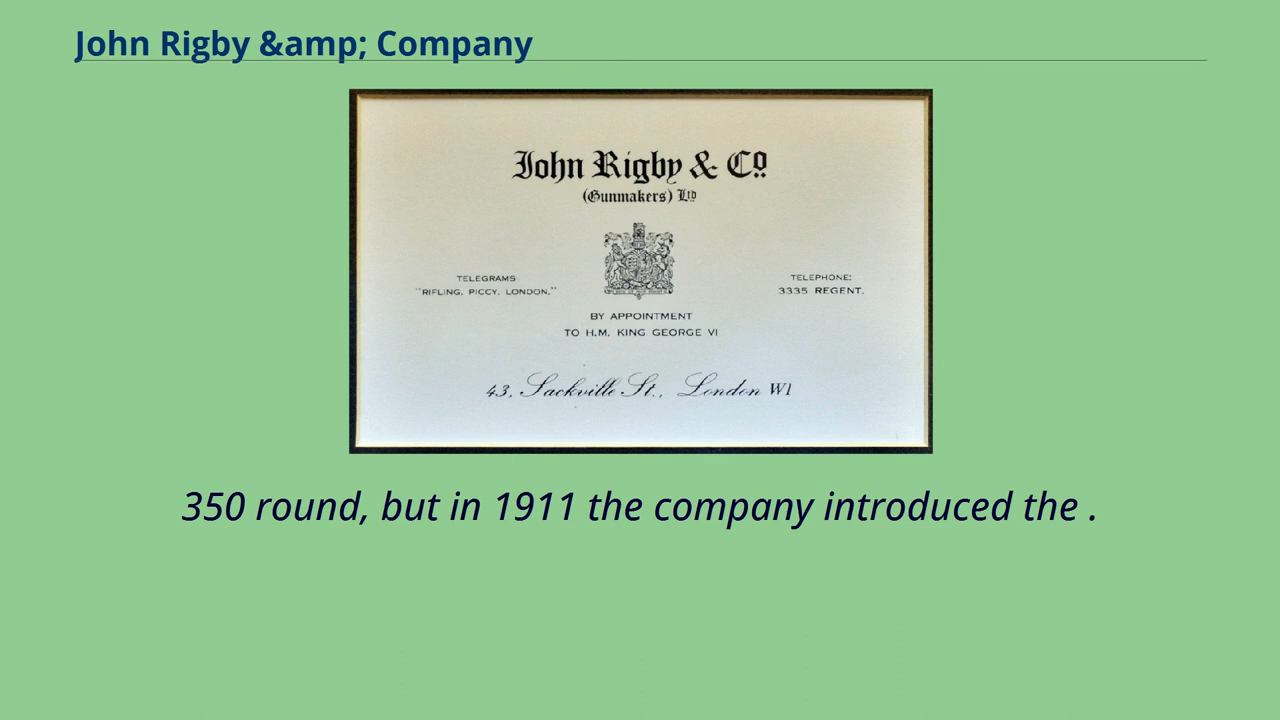 John Rigby &amp; Company
John Rigby & Co.
(Gunmakers) Ltd
TELEGRAMS
"RIFLING, PICCY, LONDON."
TELEPHONE:
3335 REGENT.
BY APPOINTMENT
TO H.M. KING GEORGE VI
43, Sackville St., London W1
350 round, but in 1911 the company introduced the .